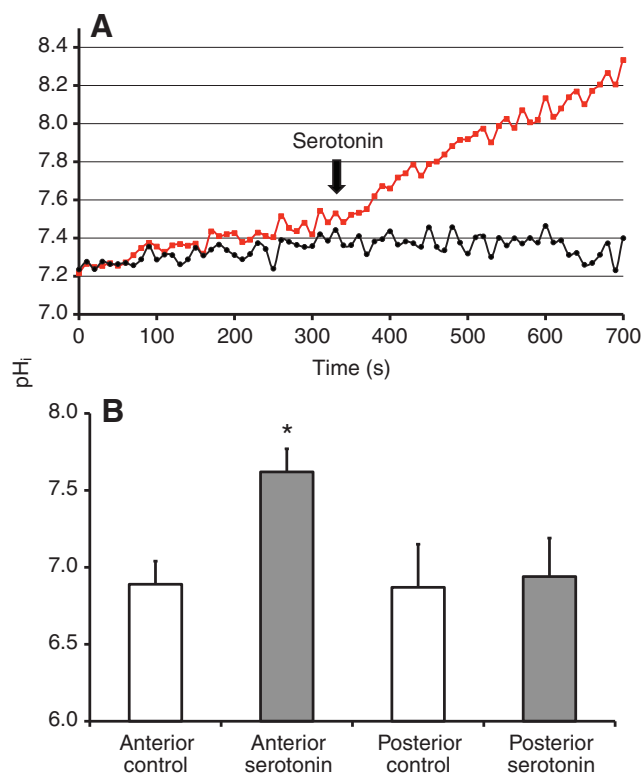 A
8.4
8.2
8.0
7.8
7.6
7.4
7.2
7.0
Serotonin
0 100 200 300 400 500 600 700
Time (s)
pHi
B
8.0
7.5
7.0
6.5
6.0
*
Anterior control
Anterior serotonin
Posterior control
Posterior serotonin